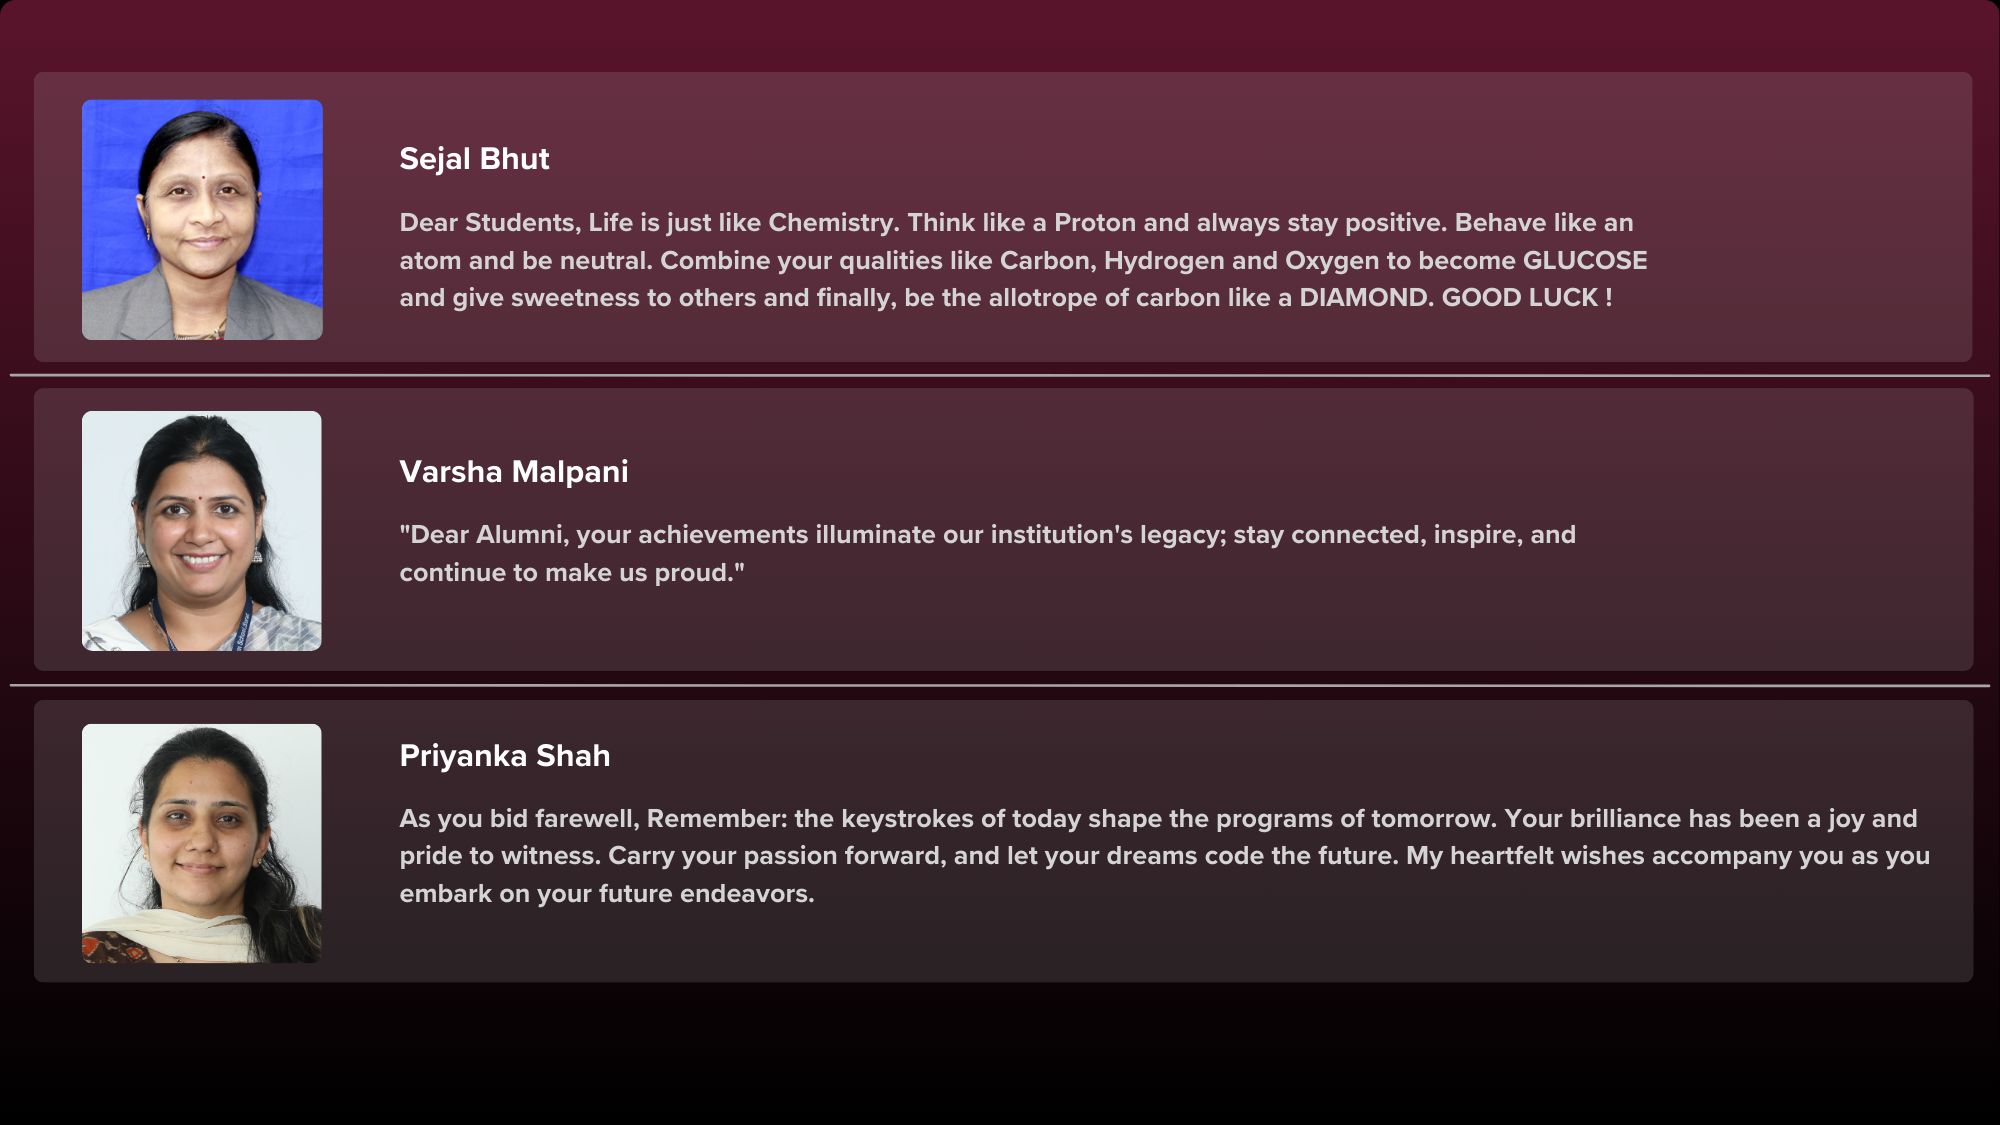 Sejal Bhut
Dear Students, Life is just like Chemistry. Think like a Proton and always stay positive. Behave like an
atom and be neutral. Combine your qualities like Carbon, Hydrogen and Oxygen to become GLUCOSE
and give sweetness to others and finally, be the allotrope of carbon like a DIAMOND. GOOD LUCK !
Varsha Malpani
"Dear Alumni, your achievements illuminate our institution's legacy; stay connected, inspire, and
continue to make us proud."
Priyanka Shah
As you bid farewell, Remember: the keystrokes of today shape the programs of tomorrow. Your brilliance has been a joy and
pride to witness. Carry your passion forward, and let your dreams code the future. My heartfelt wishes accompany you as you
embark on your future endeavors.